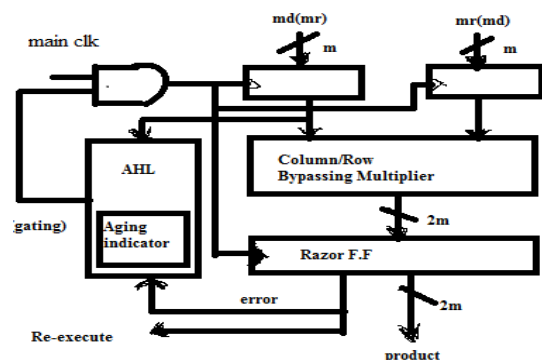 md(mr)
mr(md)
main clk
m
m
AHL
Column/Row
Bypassing Multiplier
(gating)
Aging
indicator
2m
Razor F.F
error
2m
Re-execute
product